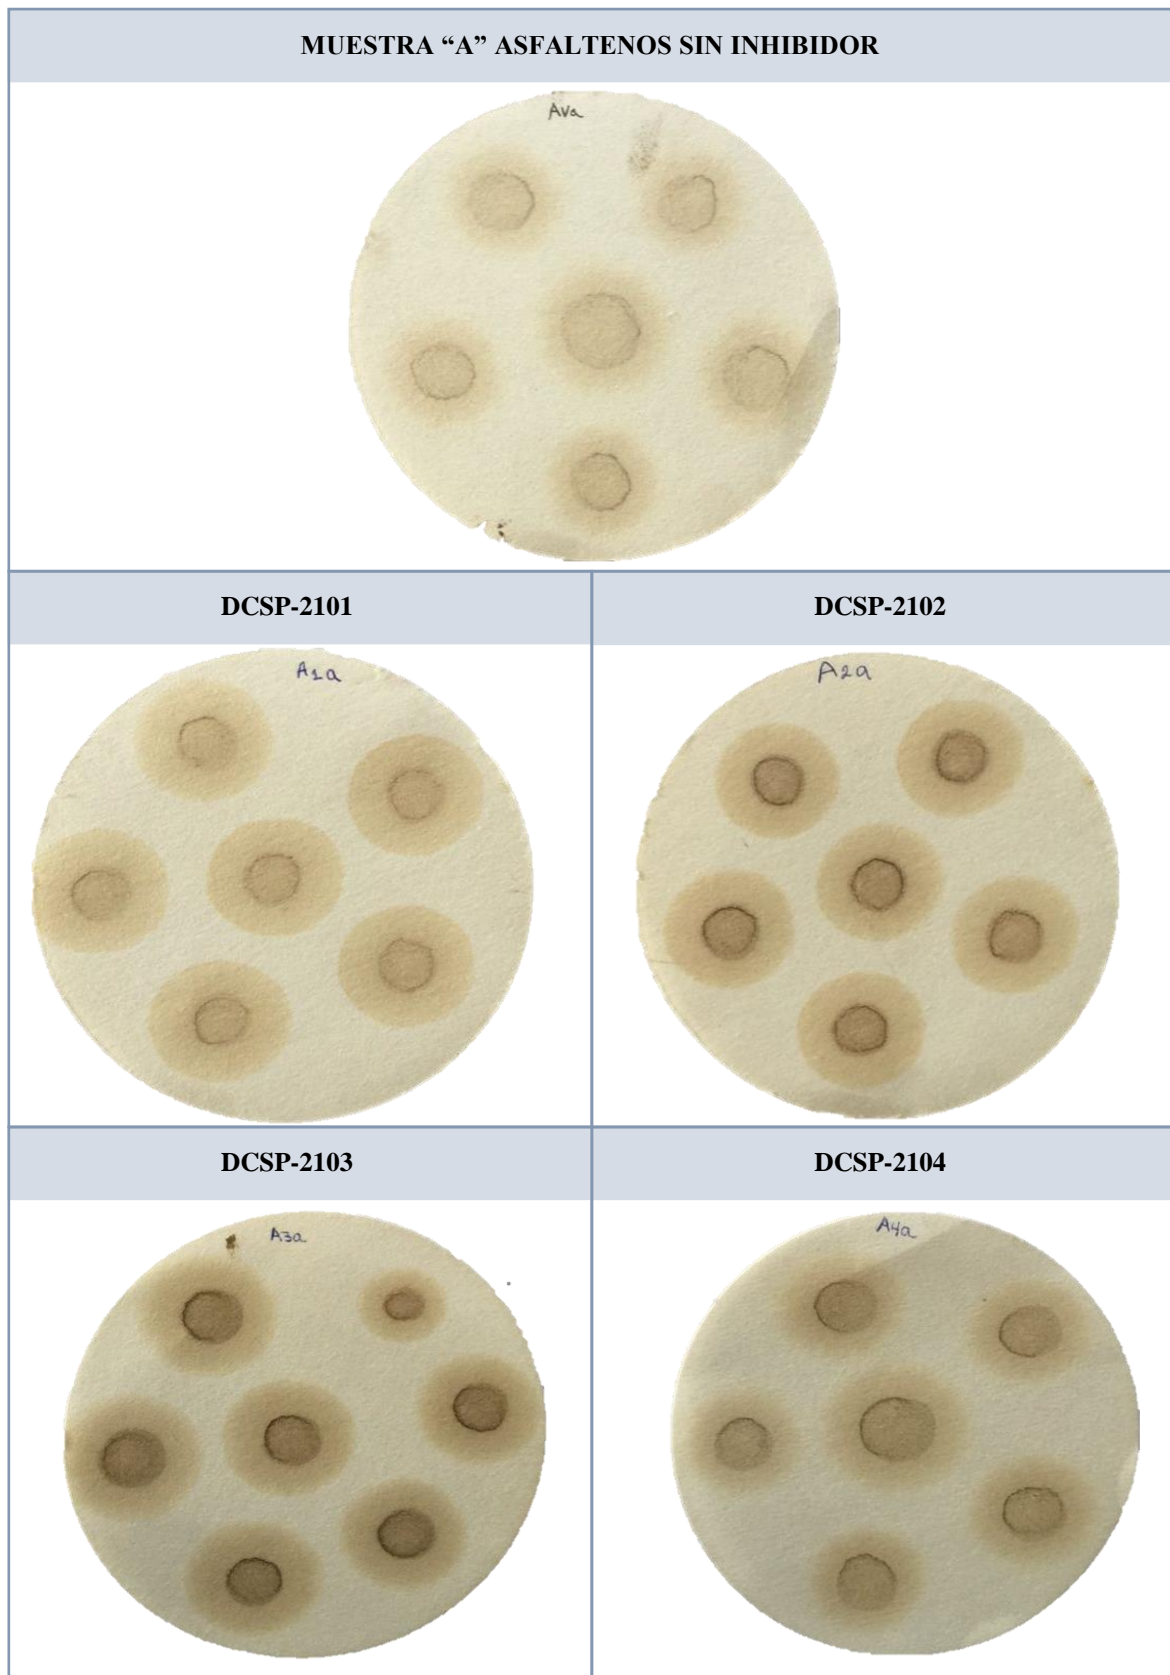 MUESTRA “A” ASFALTENOS SIN INHIBIDOR
AVa
DCSP-2101
DCSP-2102
A1a
A2a
DCSP-2103
DCSP-2104
A3a
A4a